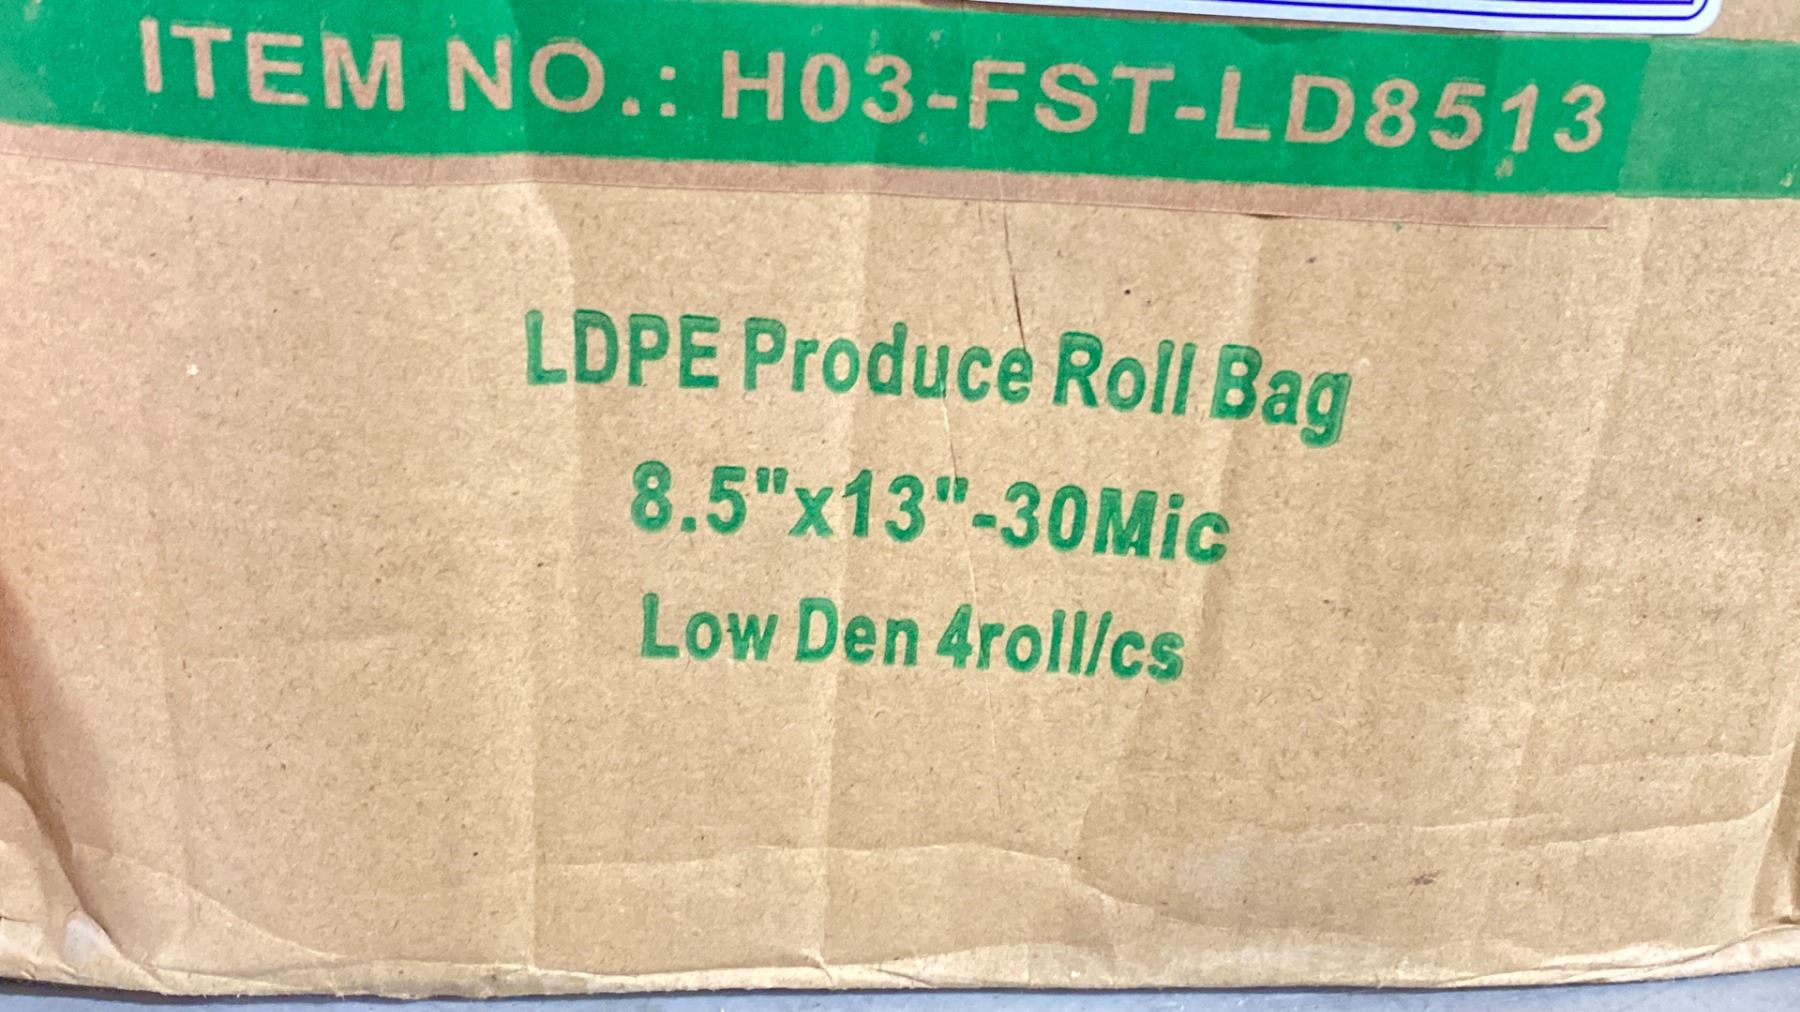 ITEM NO.: H03-FST-LD8513
LDPE Produce Roll Bag
8.5"x13"-30Mic
Low Den 4roll/cs